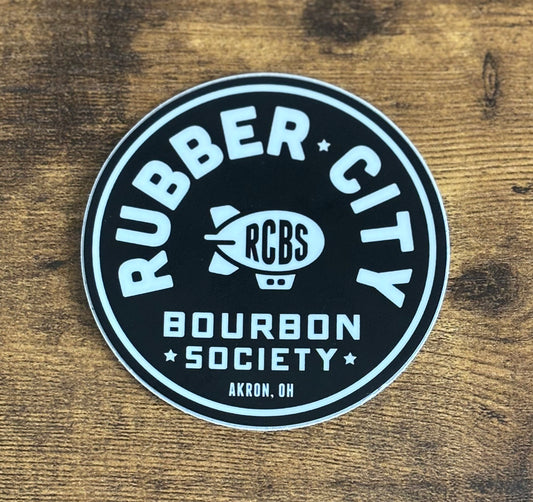 RUBBER CITY
RCBS
BOURBON
SOCIETY
AKRON, OH